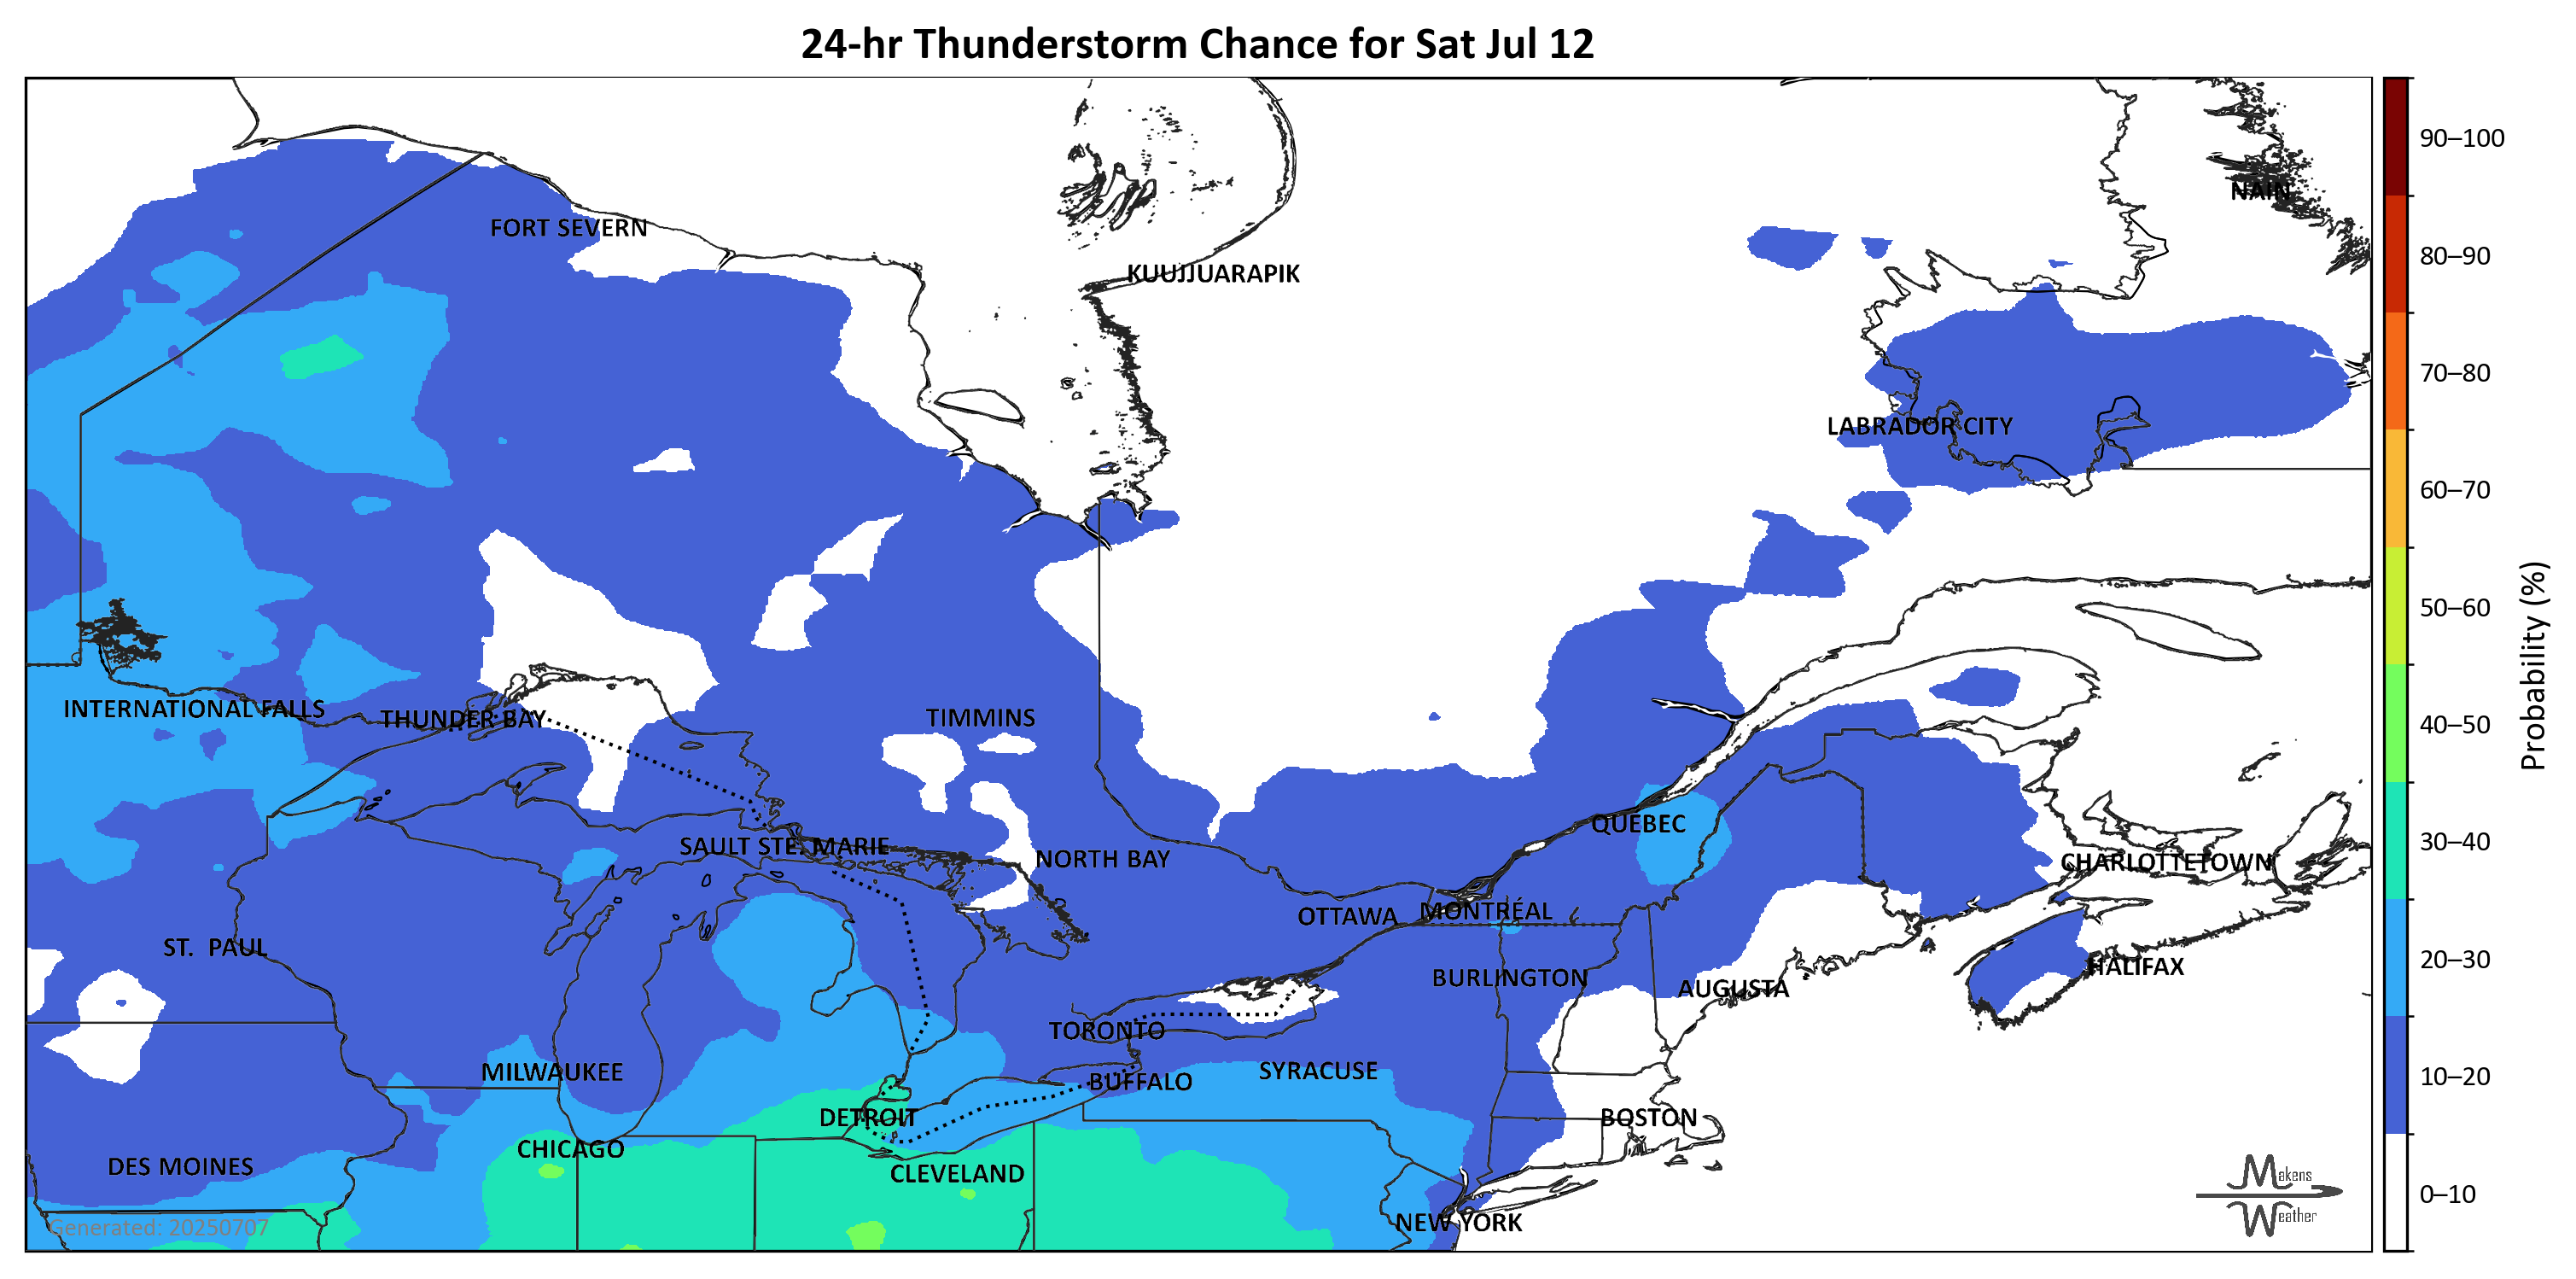 24-hr Thunderstorm Chance for Sat Jul 12
90–100
NAIN
FORT SEVERN
80–90
KUUJJUARAPIK
70–80
LABRADOR CITY
60–70
50–60
Probability (%)
INTERNATIONAL FALLS
THUNDER BAY
TIMMINS
40–50
QUEBEC
30–40
SAULT STE. MARIE
NORTH BAY
CHARLOTTETOWN
OTTAWA
MONTRÉAL
ST.  PAUL
20–30
HALIFAX
BURLINGTON
AUGUSTA
TORONTO
MILWAUKEE
SYRACUSE
10–20
BUFFALO
DETROIT
BOSTON
CHICAGO
DES MOINES
CLEVELAND
Makens
Weather
0–10
NEW YORK
Generated: 20250707